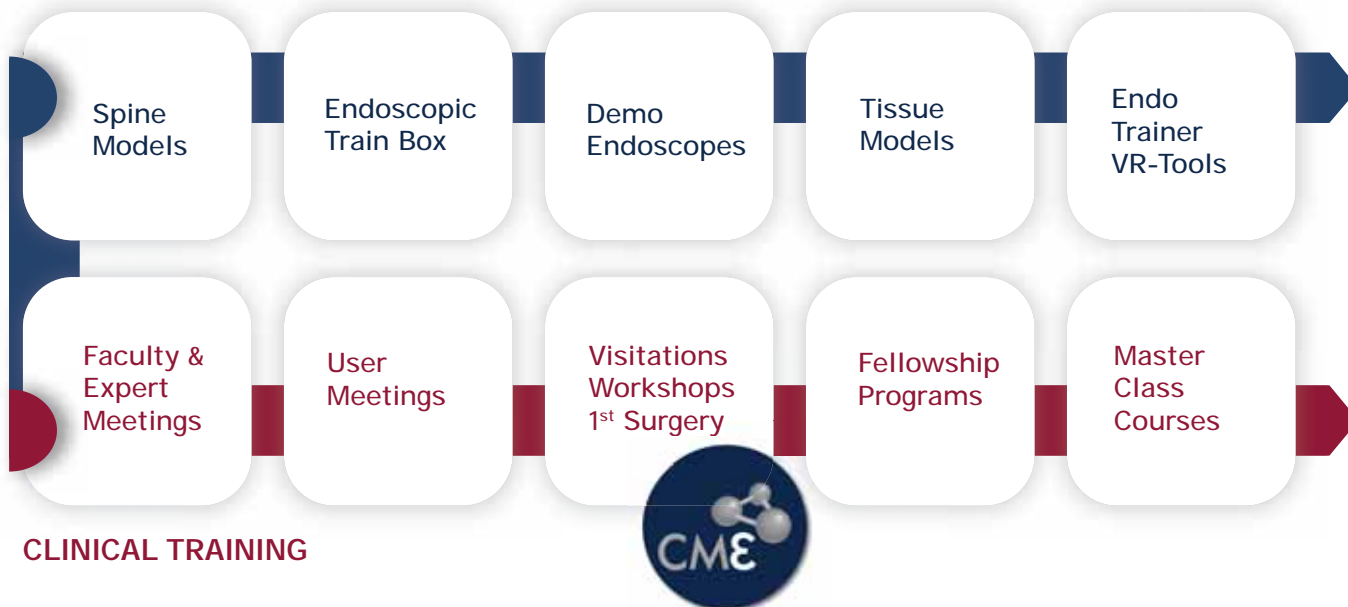 Spine
Models
Endoscopic
Train Box
Demo
Endoscopes
Tissue
Models
Endo
Trainer
VR-Tools
Faculty &
Expert
Meetings
User
Meetings
Visitations
Workshops
1st Surgery
Fellowship
Programs
Master
Class
Courses
CLINICAL TRAINING
CMƐ